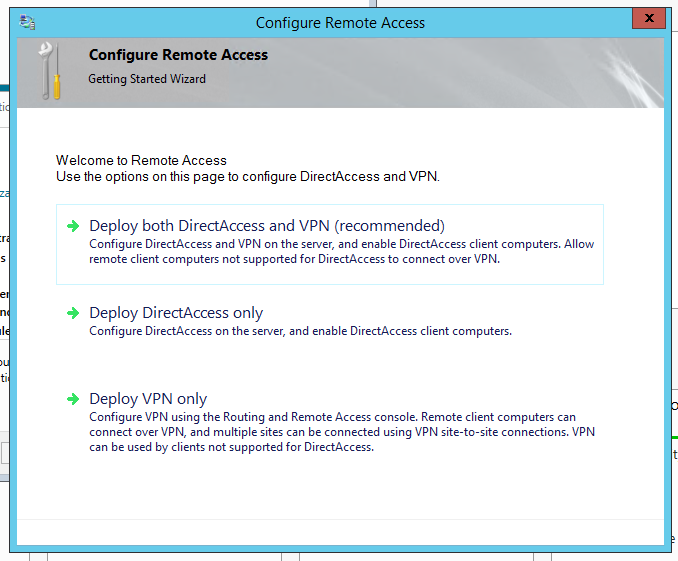 Configure Remote Access
x
Configure Remote Access
Getting Started Wizard
Welcome to Remote Access
Use the options on this page to configure DirectAccess and VPN.
Deploy both DirectAccess and VPN (recommended)
Configure DirectAccess and VPN on the server, and enable DirectAccess client computers. Allow
remote client computers not supported for DirectAccess to connect over VPN.
Deploy DirectAccess only
Configure DirectAccess on the server, and enable DirectAccess client computers.
Deploy VPN only
Configure VPN using the Routing and Remote Access console. Remote client computers can
connect over VPN, and multiple sites can be connected using VPN site-to-site connections. VPN
can be used by clients not supported for DirectAccess.